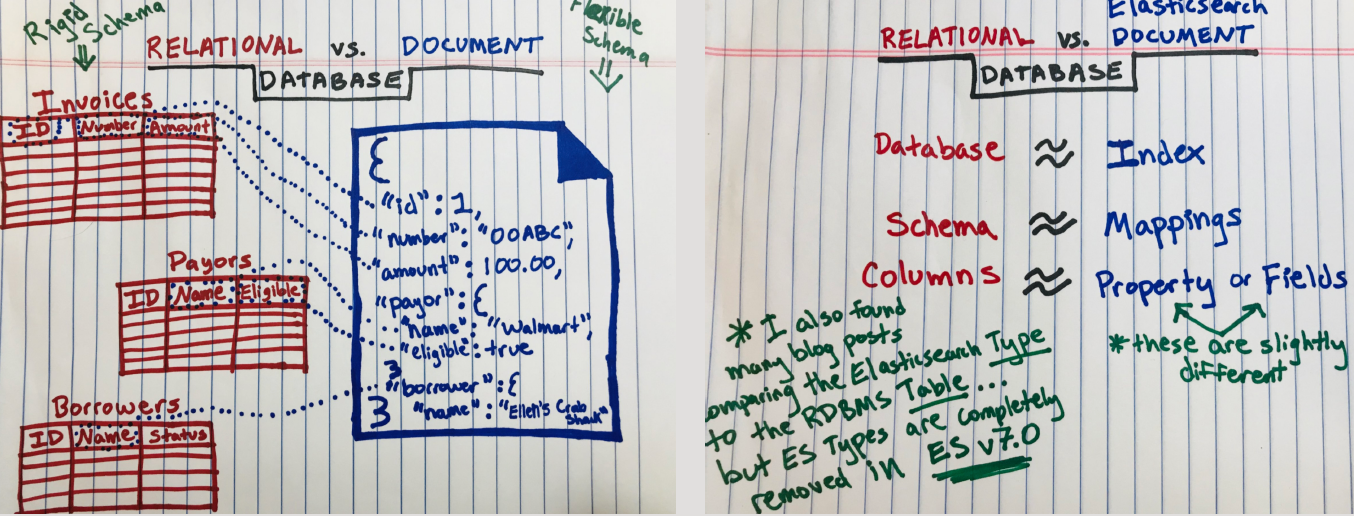 Rigid
Schema
RELATIONAL vs. DOCUMENT
DATABASE
Flexible
Schema
Invoices
ID Number Amount
Payors
ID Name Eligible
Borrowers
ID Name Status
{
"id": 1,
"number": "00ABC",
"amount": 100.00,
"payor": {
"name": "Walmart",
"eligible": true
}
"borrower": {
"name": "Ellen's Crab
Shack"
}
Elasticsearch
RELATIONAL vs. DOCUMENT
DATABASE
Database ≈ Index
Schema ≈ Mappings
Columns ≈ Property or Fields
* these are slightly
different
* I also found
many blog posts
comparing the Elasticsearch Type
to the RDBMS Table...
but ES Types are completely
removed in ES v7.0